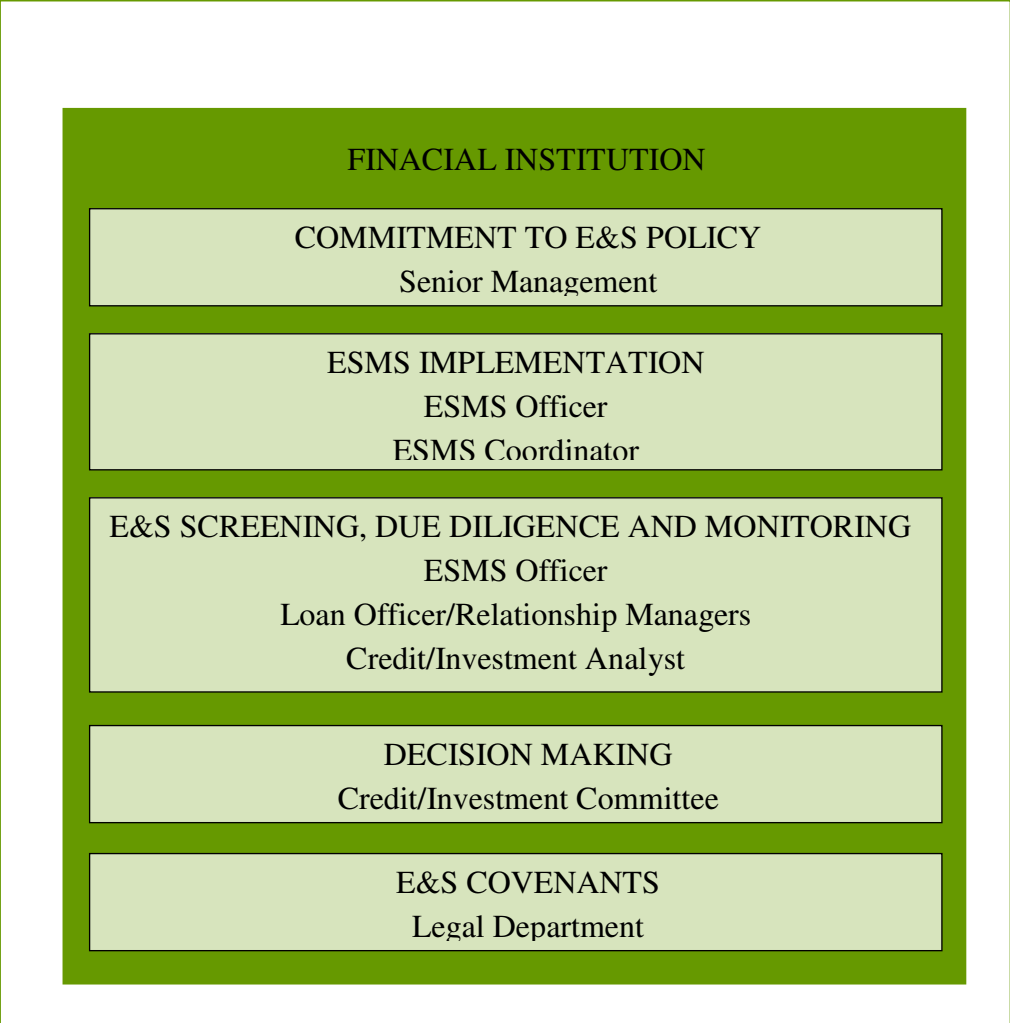 FINACIAL INSTITUTION
COMMITMENT TO E&S POLICY
Senior Management
ESMS IMPLEMENTATION
ESMS Officer
ESMS Coordinator
E&S SCREENING, DUE DILIGENCE AND MONITORING
ESMS Officer
Loan Officer/Relationship Managers
Credit/Investment Analyst
DECISION MAKING
Credit/Investment Committee
E&S COVENANTS
Legal Department